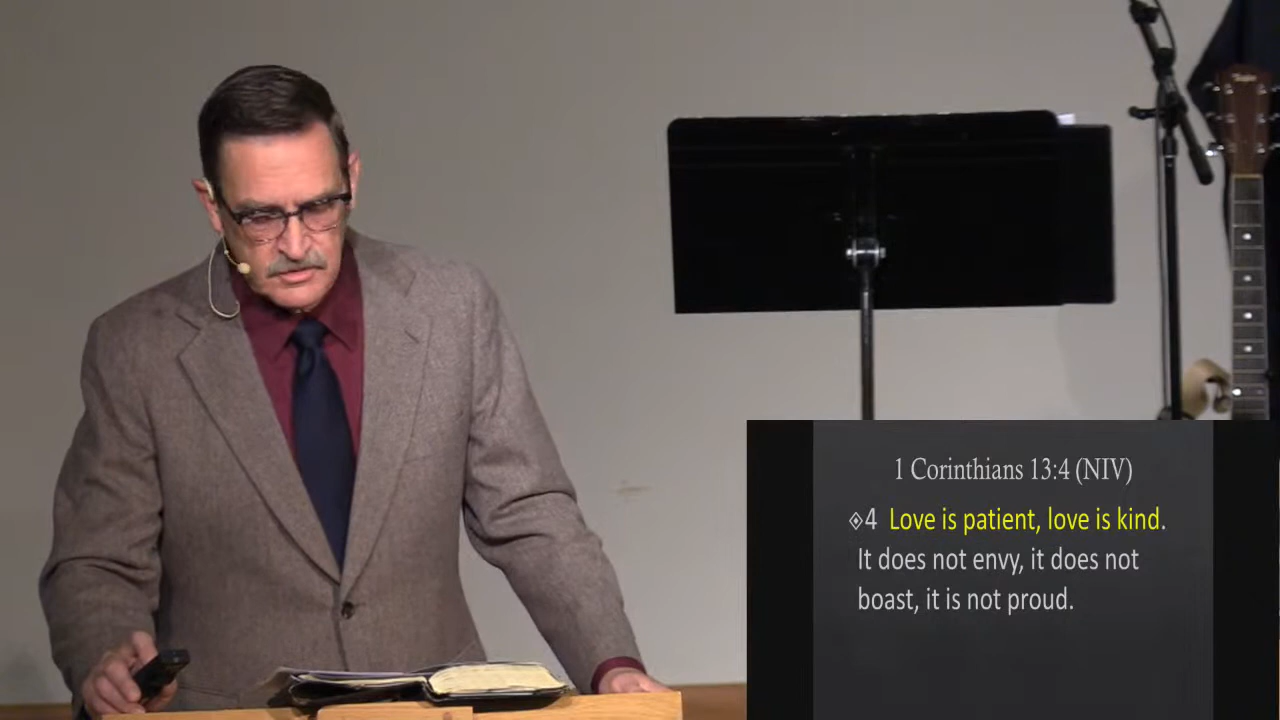 Taylor
1 Corinthians 13:4 (NIV)
4 Love is patient, love is kind.
It does not envy, it does not
boast, it is not proud.